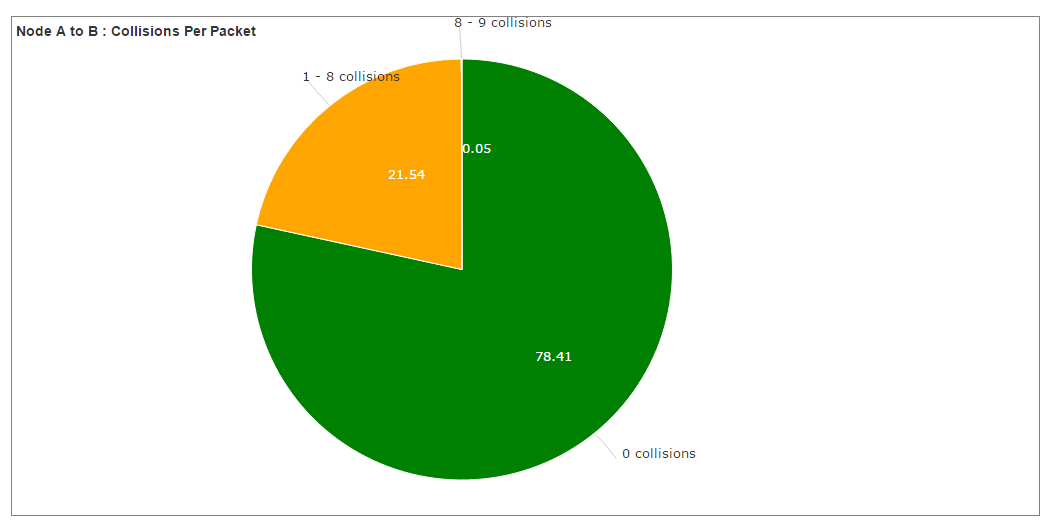 8 - 9 collisions
Node A to B : Collisions Per Packet
1 - 8 collisions
0.05
21.54
78.41
0 collisions